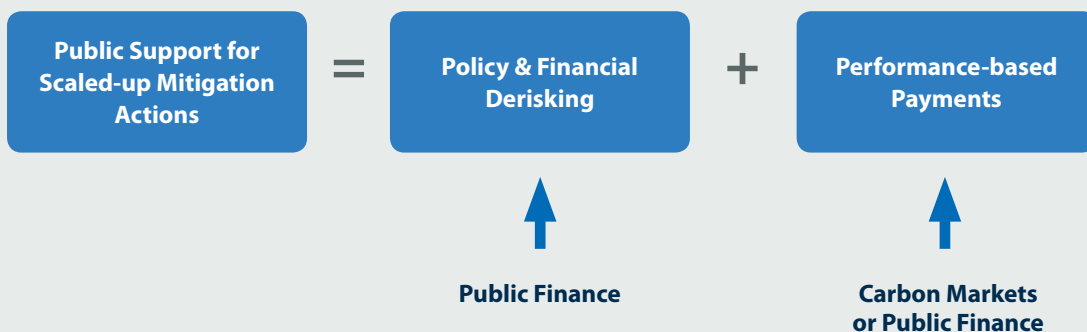 Public Support for
Scaled-up Mitigation
Actions
=
Policy & Financial
Derisking
+
Performance-based
Payments
Public Finance
Carbon Markets
or Public Finance